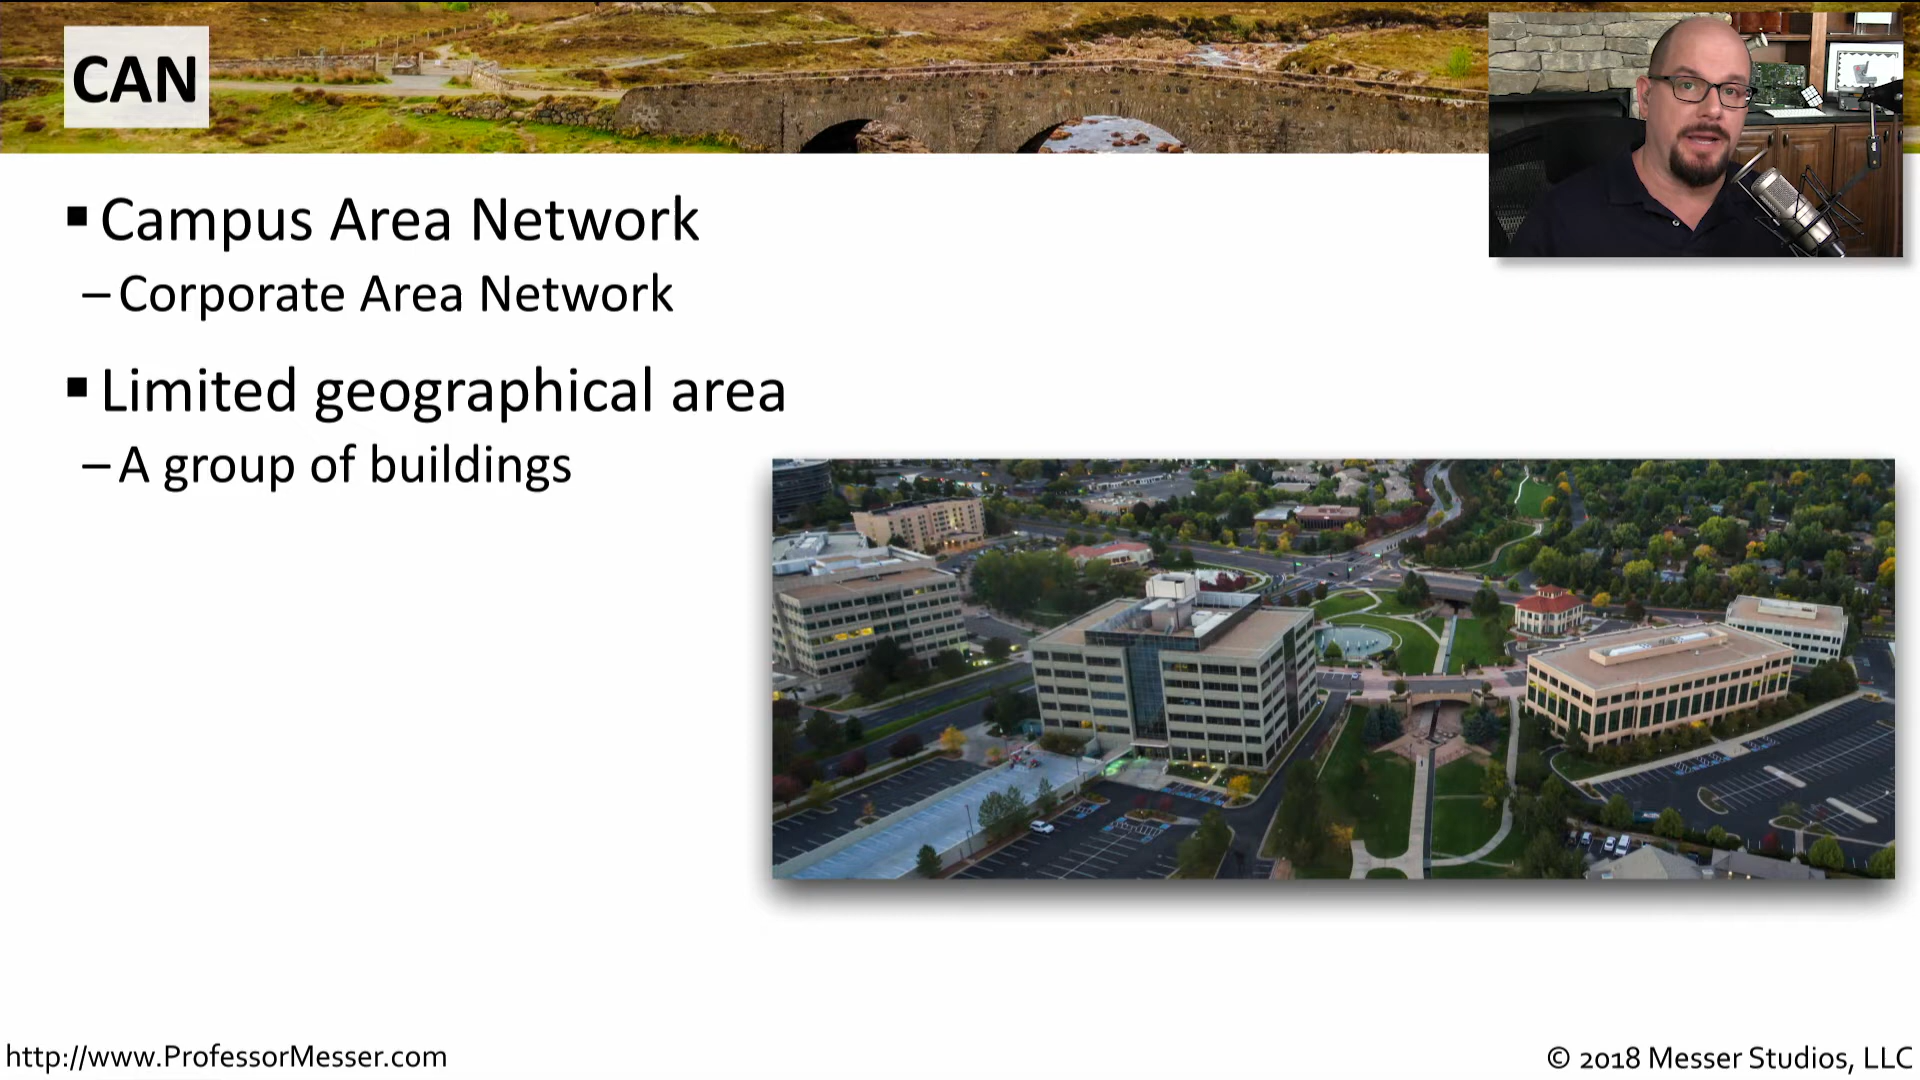 CAN
▪ Campus Area Network
– Corporate Area Network
▪ Limited geographical area
– A group of buildings
http://www.ProfessorMesser.com
© 2018 Messer Studios, LLC